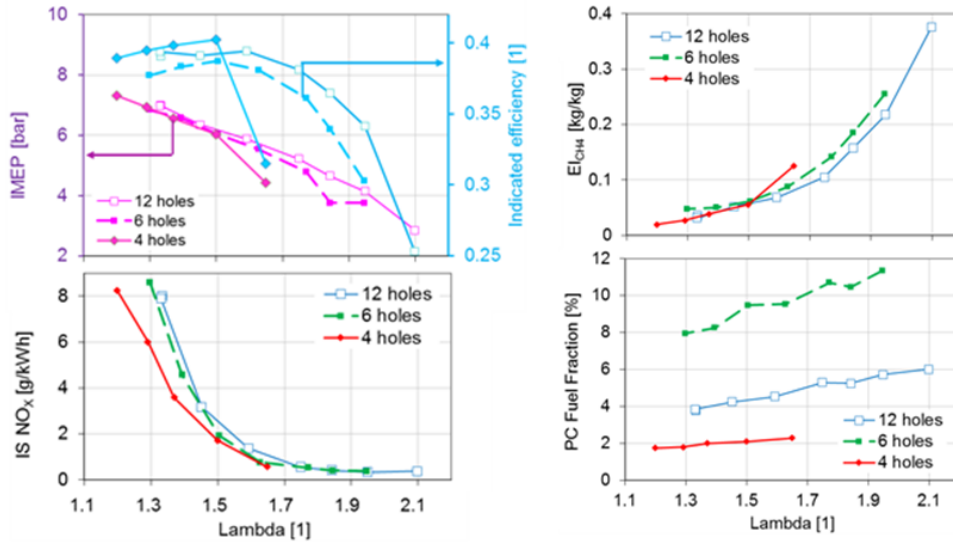 10
8
6
4
2
IMEP [bar]
12 holes
6 holes
4 holes
0.4
0.35
0.3
0.25
Indicated efficiency [1]
0.4
0.3
0.2
0.1
0
EI_CH4 [kg/kg]
12 holes
6 holes
4 holes
8
6
4
2
0
IS NO_X [g/kWh]
12 holes
6 holes
4 holes
1.1 1.3 1.5 1.7 1.9 2.1
Lambda [1]
12
10
8
6
4
2
0
PC Fuel Fraction [%]
12 holes
6 holes
4 holes
1.1 1.3 1.5 1.7 1.9 2.1
Lambda [1]